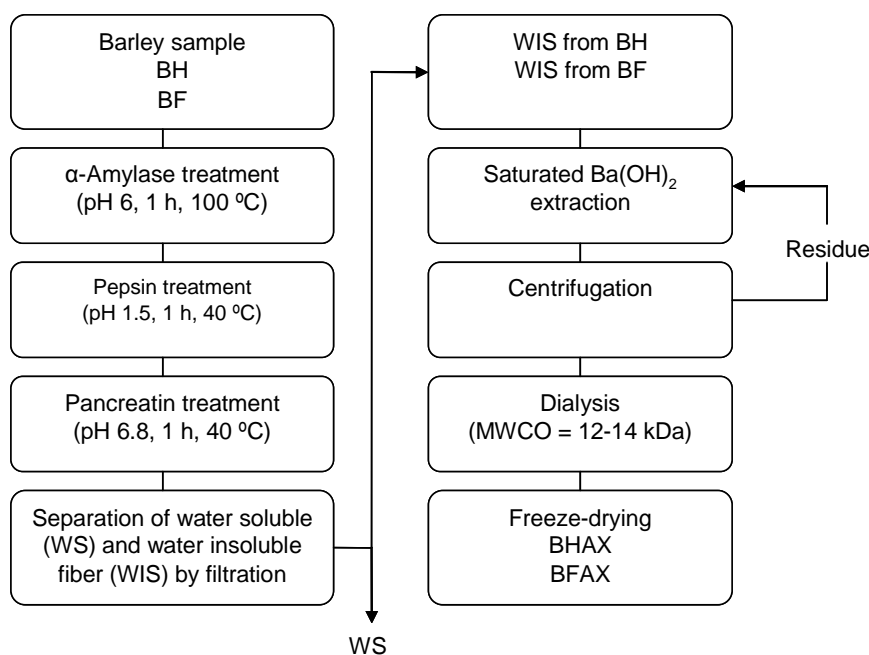 Barley sample
BH
BF
α-Amylase treatment
(pH 6, 1 h, 100 ºC)
Pepsin treatment
(pH 1.5, 1 h, 40 ºC)
Pancreatin treatment
(pH 6.8, 1 h, 40 ºC)
Separation of water soluble
(WS) and water insoluble
fiber (WIS) by filtration
WS
WIS from BH
WIS from BF
Saturated Ba(OH)₂
extraction
Residue
Centrifugation
Dialysis
(MWCO = 12-14 kDa)
Freeze-drying
BHAX
BFAX